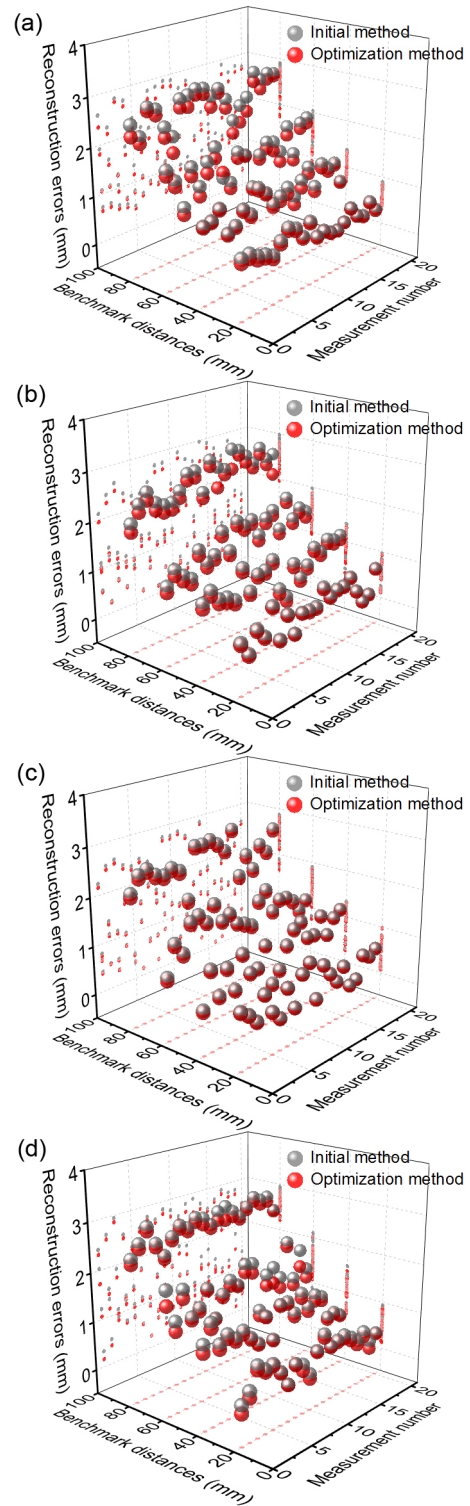 (a)
Initial method
Optimization method
Reconstruction errors (mm)
4
3
2
1
0
100
80
60
40
20
0
Benchmark distances (mm)
0
5
10
15
20
Measurement number
(b)
Initial method
Optimization method
Reconstruction errors (mm)
4
3
2
1
0
100
80
60
40
20
0
Benchmark distances (mm)
0
5
10
15
20
Measurement number
(c)
Initial method
Optimization method
Reconstruction errors (mm)
4
3
2
1
0
100
80
60
40
20
0
Benchmark distances (mm)
0
5
10
15
20
Measurement number
(d)
Initial method
Optimization method
Reconstruction errors (mm)
4
3
2
1
0
100
80
60
40
20
0
Benchmark distances (mm)
0
5
10
15
20
Measurement number